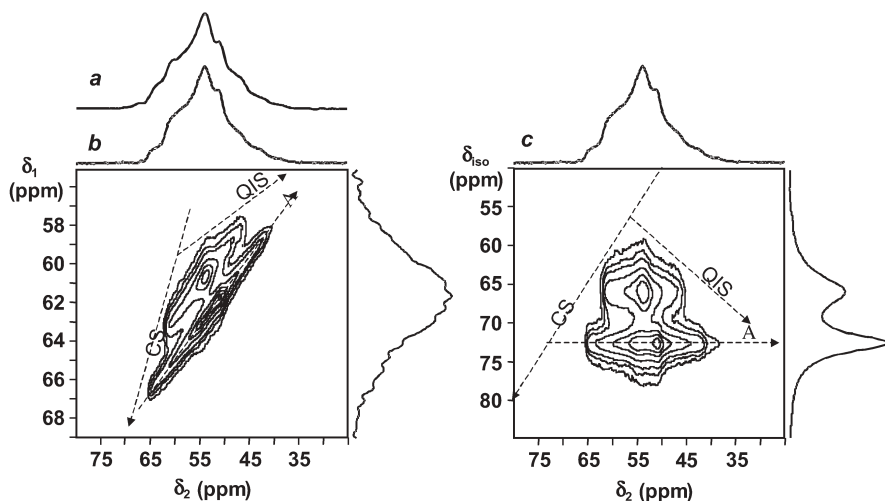 a
b
c
δ1
(ppm)
58
60
62
64
66
68
QIS
A
CS
75 65 55 45 35
δ2 (ppm)
δiso
(ppm)
50
60
65
70
75
80
QIS
A
CS
75 65 55 45 35
δ2 (ppm)